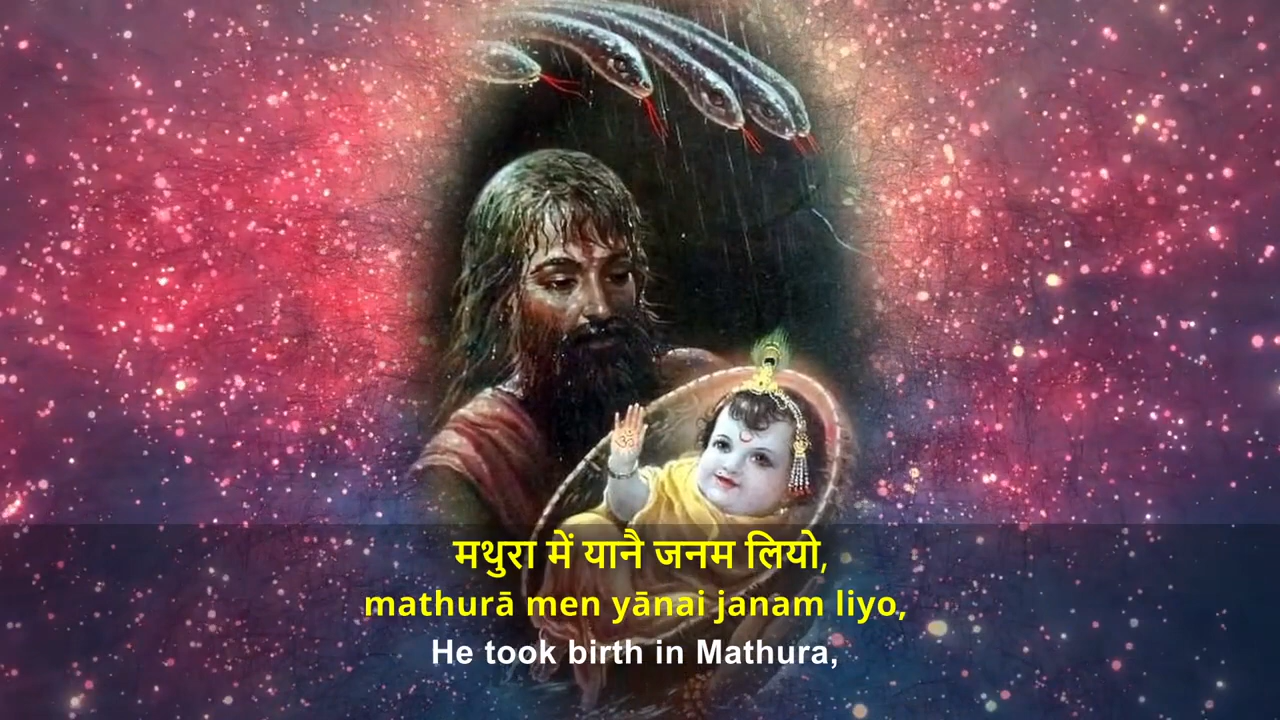 मथुरा में यानै जनम लियो,
mathurā men yānai janam liyo,
He took birth in Mathura,
ॐ